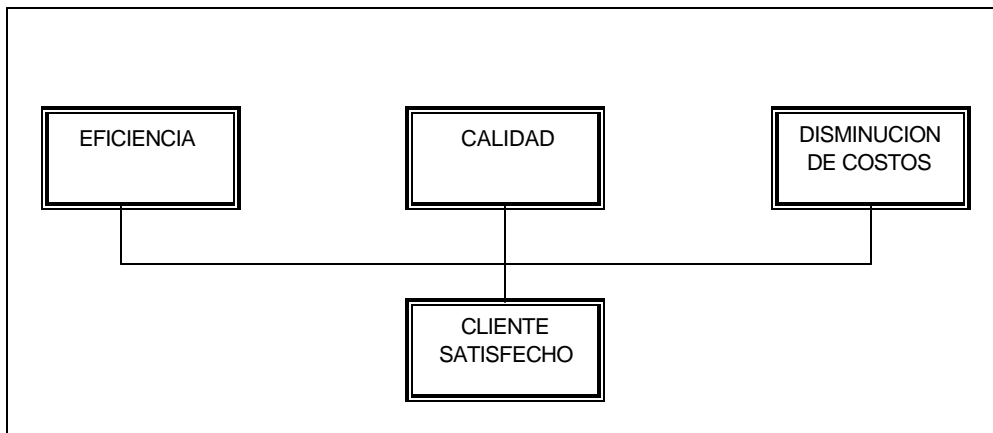 EFICIENCIA
CALIDAD
DISMINUCION
DE COSTOS
CLIENTE
SATISFECHO